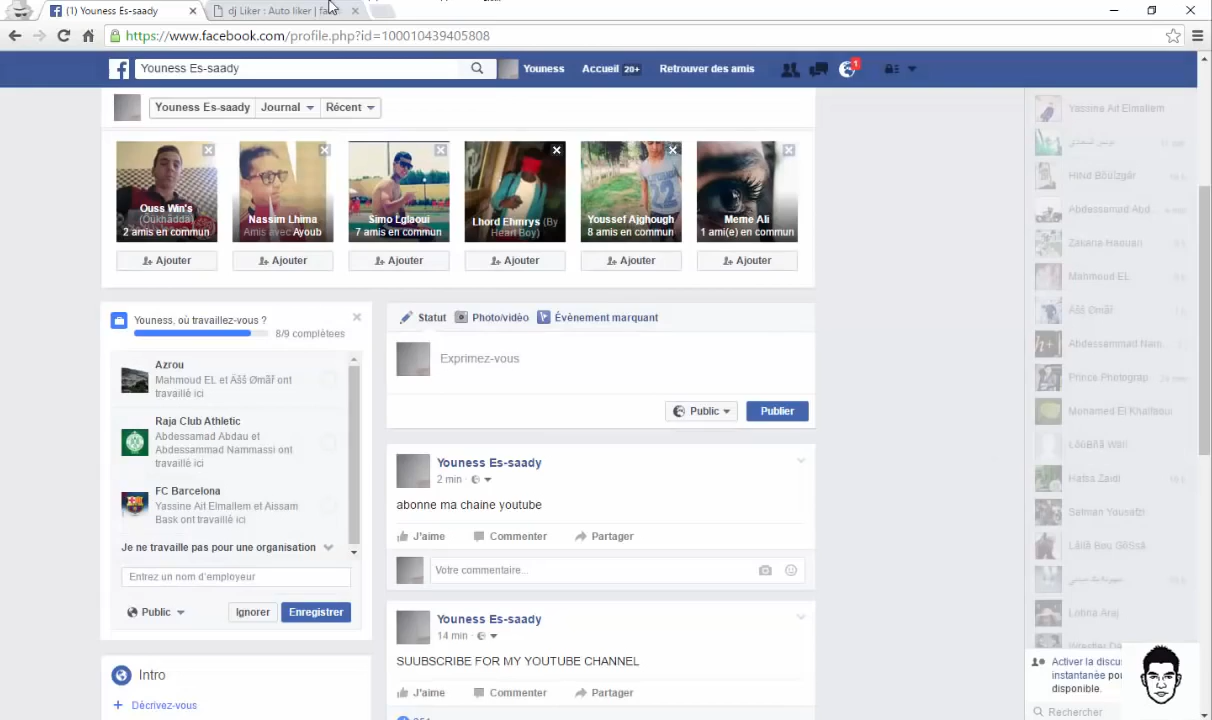 (1) Youness Es-saady
dj Liker : Auto liker | fa
https://www.facebook.com/profile.php?id=100010439405808
Youness Es-saady
Youness
Accueil 20+
Retrouver des amis
1
Youness Es-saady
Journal
Récent
Ouss Win's
(Oukhadda)
2 amis en commun
Nassim Lhima
Amis avec Ayoub
Simo Lglaoui
7 amis en commun
Lhord Ehmrys (By
Heart Boy)
Youssef Ajghough
8 amis en commun
Meme Ali
1 ami(e) en commun
Ajouter
Ajouter
Ajouter
Ajouter
Ajouter
Ajouter
Youness, où travaillez-vous ?
8/9 complétées
Azrou
Mahmoud EL et Äšš Ømãř ont
travaillé ici
Raja Club Athletic
Abdessamad Abdau et
Abdessammad Nammassi ont
travaillé ici
FC Barcelona
Yassine Ait Elmallem et Aissam
Bask ont travaillé ici
Je ne travaille pas pour une organisation
Entrez un nom d'employeur
Public
Ignorer
Enregistrer
Intro
Décrivez-vous
Statut
Photo/vidéo
Évènement marquant
Exprimez-vous
Public
Publier
Youness Es-saady
2 min
abonne ma chaine youtube
J'aime
Commenter
Partager
Votre commentaire...
Youness Es-saady
14 min
SUUBSCRIBE FOR MY YOUTUBE CHANNEL
J'aime
Commenter
Partager
Yassine Ait Elmallem
Hind Bouizgar
Abdessamad Abd
Zakaria Haouari
Mahmoud EL
Äšš Ømãř
Abdessammad Nam
Prince Photograp
Mohamed El Khalfaoui
Hafsa Zaidi
Salman Yousafzi
Lotfna Araj
Activer la discu
instantanée po
disponible.
Rechercher